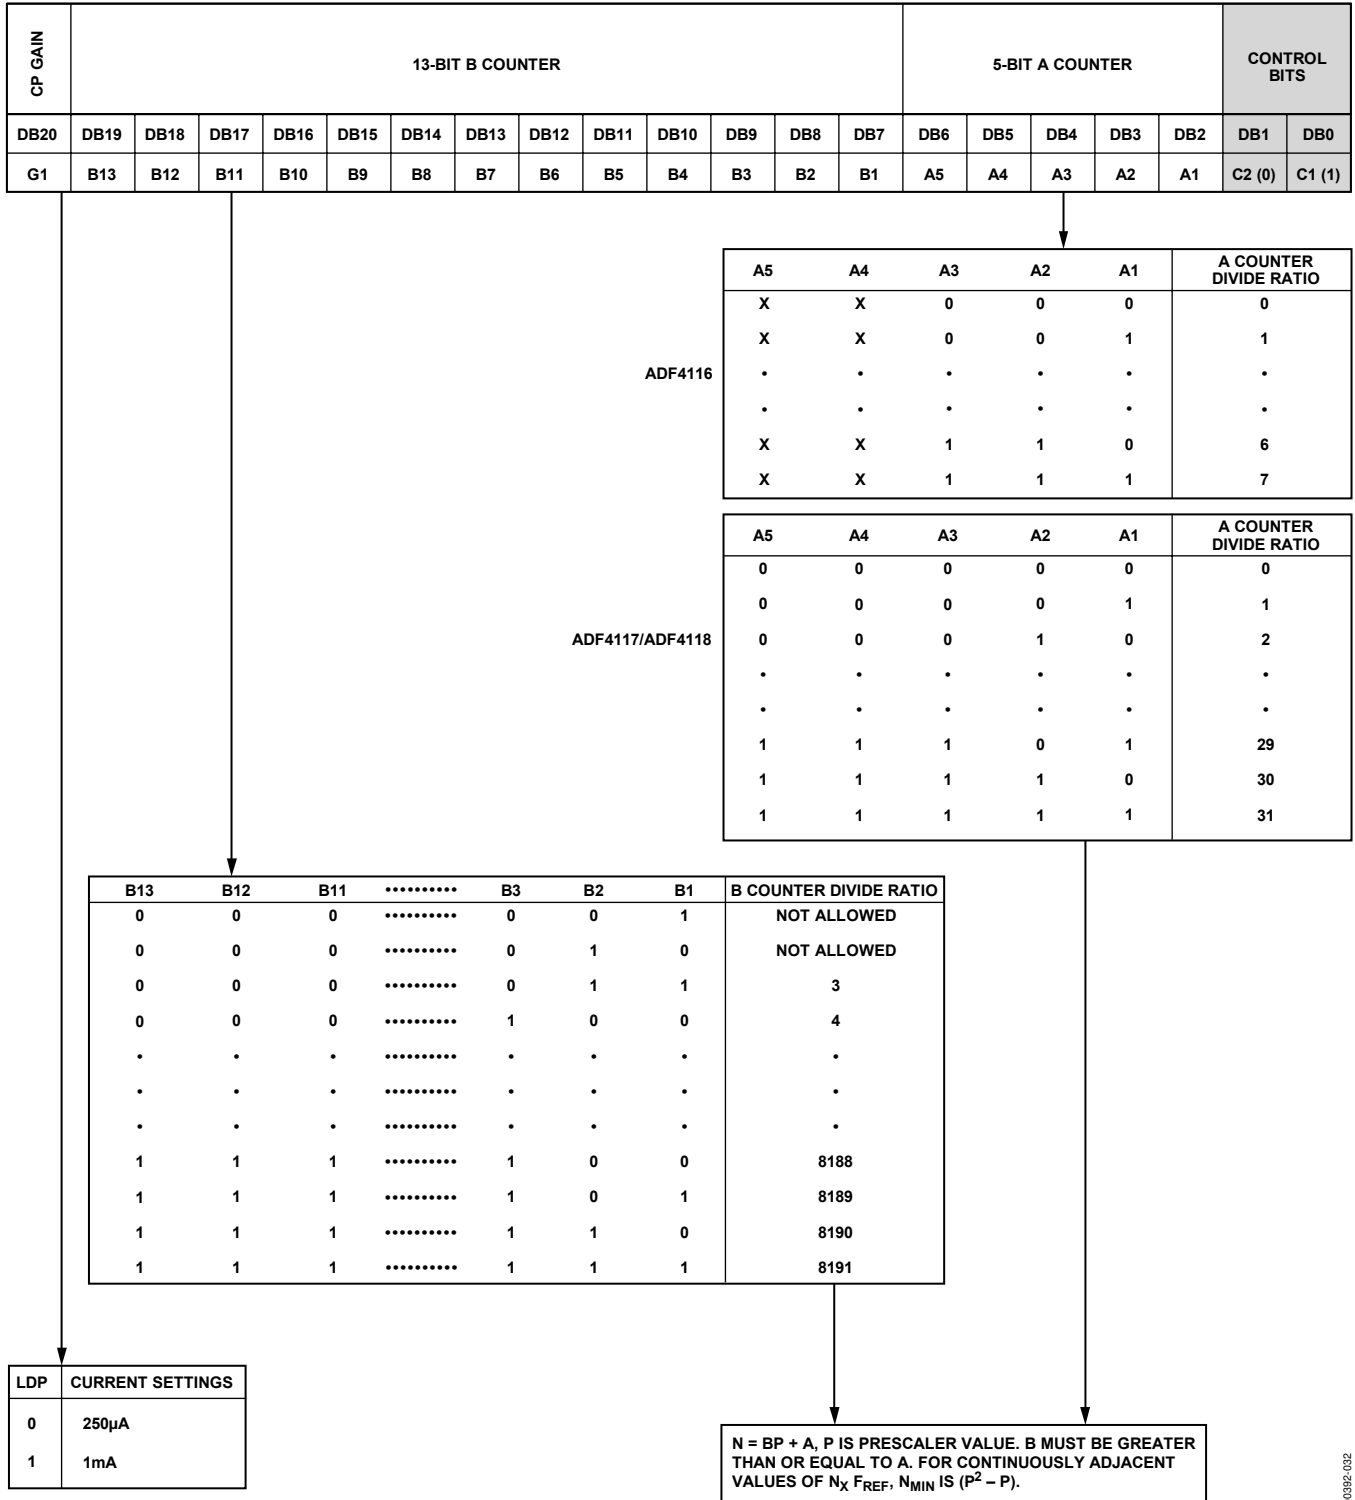 CP GAIN
13-BIT B COUNTER
5-BIT A COUNTER
CONTROL
BITS
DB20 DB19 DB18 DB17 DB16 DB15 DB14 DB13 DB12 DB11 DB10 DB9 DB8 DB7 DB6 DB5 DB4 DB3 DB2 DB1 DB0
G1 B13 B12 B11 B10 B9 B8 B7 B6 B5 B4 B3 B2 B1 A5 A4 A3 A2 A1 C2 (0) C1 (1)
ADF4116
A5 A4 A3 A2 A1 A COUNTER
DIVIDE RATIO
X X 0 0 0 0
X X 0 0 1 1
• • • • • •
• • • • • •
X X 1 1 0 6
X X 1 1 1 7
ADF4117/ADF4118
A5 A4 A3 A2 A1 A COUNTER
DIVIDE RATIO
0 0 0 0 0 0
0 0 0 0 1 1
0 0 0 1 0 2
• • • • • •
• • • • • •
1 1 1 0 1 29
1 1 1 1 0 30
1 1 1 1 1 31
B13 B12 B11 •••••••••• B3 B2 B1 B COUNTER DIVIDE RATIO
0 0 0 •••••••••• 0 0 1 NOT ALLOWED
0 0 0 •••••••••• 0 1 0 NOT ALLOWED
0 0 0 •••••••••• 0 1 1 3
0 0 0 •••••••••• 1 0 0 4
• • • •••••••••• • • • •
• • • •••••••••• • • • •
• • • •••••••••• • • • •
1 1 1 •••••••••• 1 0 0 8188
1 1 1 •••••••••• 1 0 1 8189
1 1 1 •••••••••• 1 1 0 8190
1 1 1 •••••••••• 1 1 1 8191
LDP CURRENT SETTINGS
0 250µA
1 1mA
N = BP + A, P IS PRESCALER VALUE. B MUST BE GREATER
THAN OR EQUAL TO A. FOR CONTINUOUSLY ADJACENT
VALUES OF NX FREF, NMIN IS (P² – P).
0392-032